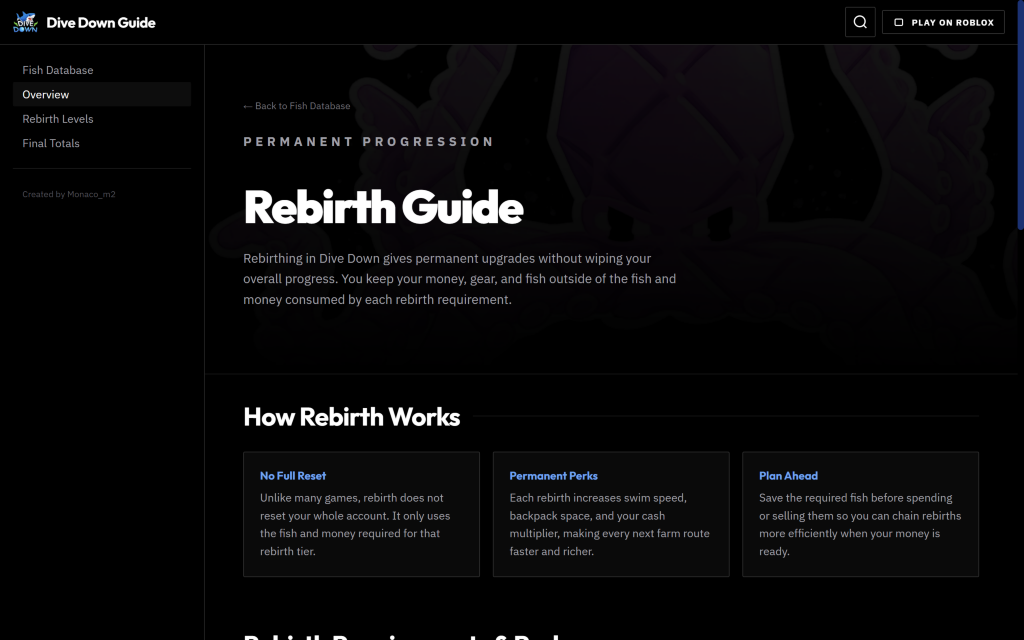 DIVE DOWN
Dive Down Guide
PLAY ON ROBLOX
Fish Database
Overview
Rebirth Levels
Final Totals
Created by Monaco_m2
← Back to Fish Database
PERMANENT PROGRESSION
Rebirth Guide
Rebirthing in Dive Down gives permanent upgrades without wiping your
overall progress. You keep your money, gear, and fish outside of the fish and
money consumed by each rebirth requirement.
How Rebirth Works
No Full Reset
Unlike many games, rebirth does not
reset your whole account. It only uses
the fish and money required for that
rebirth tier.
Permanent Perks
Each rebirth increases swim speed,
backpack space, and your cash
multiplier, making every next farm route
faster and richer.
Plan Ahead
Save the required fish before spending
or selling them so you can chain rebirths
more efficiently when your money is
ready.